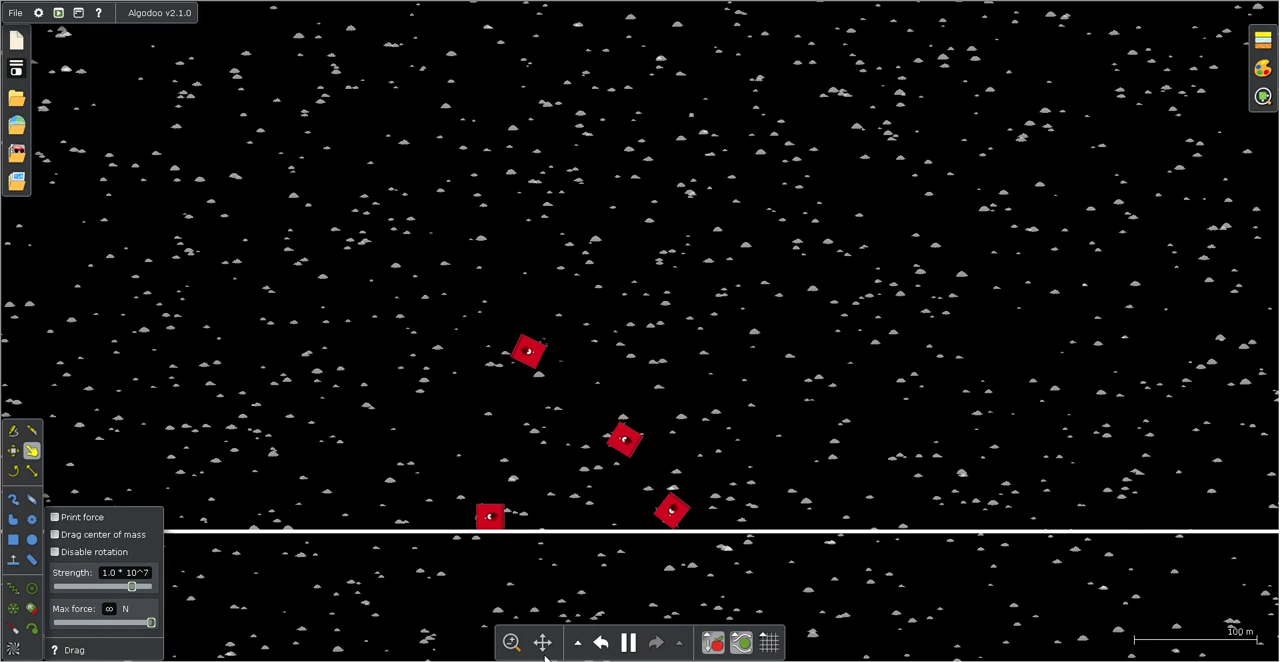 File ? Algodoo v2.1.0
Print force
Drag center of mass
Disable rotation
Strength: 1.0 * 10^7
Max force: ∞ N
? Drag
100 m